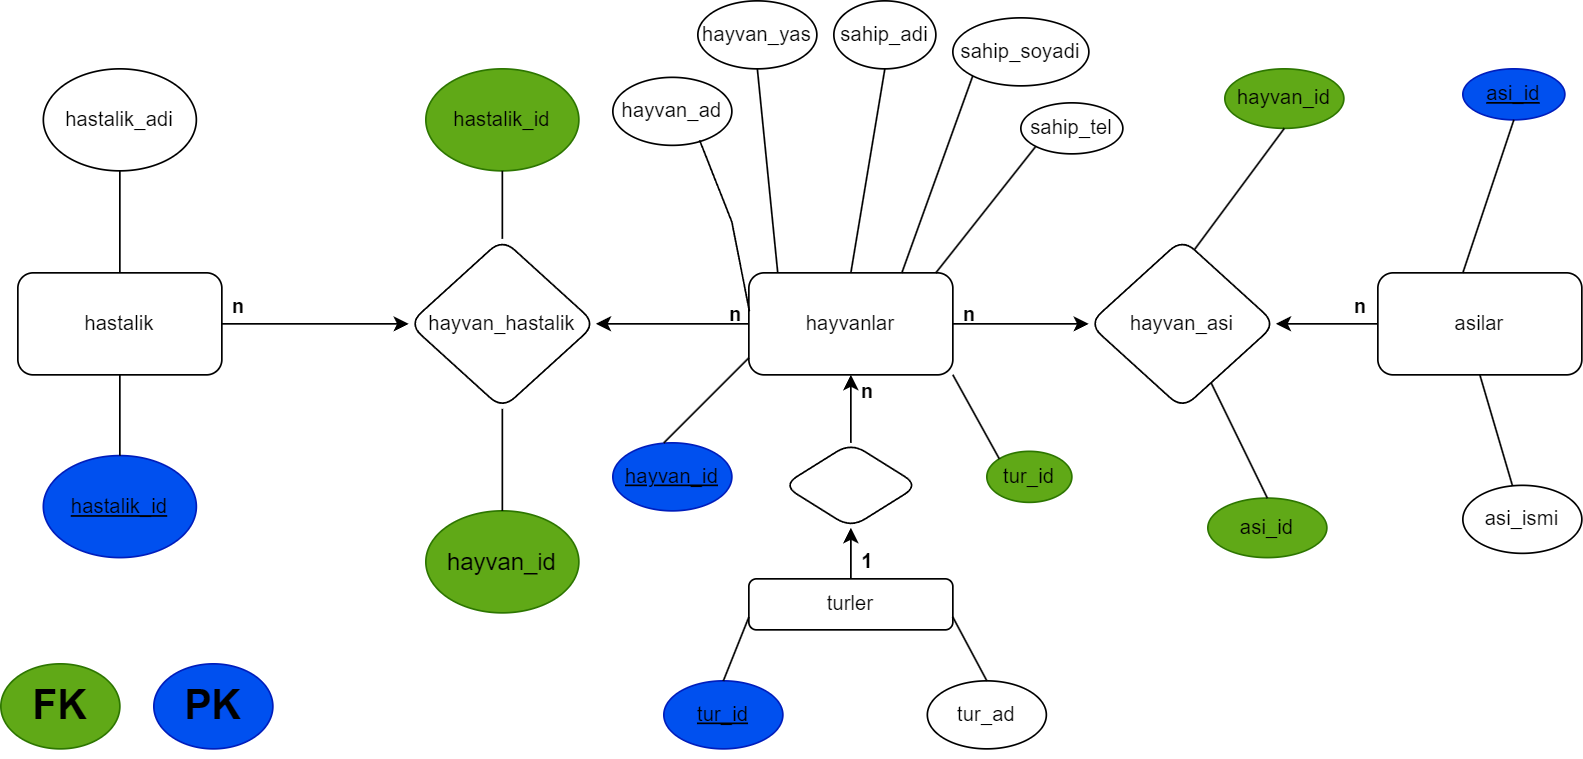 hayvan_yas
sahip_adi
sahip_soyadi
hayvan_ad
sahip_tel
hastalik_adi
hastalik_id
hayvan_id
asi_id
hastalik
n
hayvan_hastalik
n
hayvanlar
n
hayvan_asi
n
asilar
n
hastalik_id
hayvan_id
hayvan_id
tur_id
asi_id
asi_ismi
1
turler
FK
PK
tur_id
tur_ad